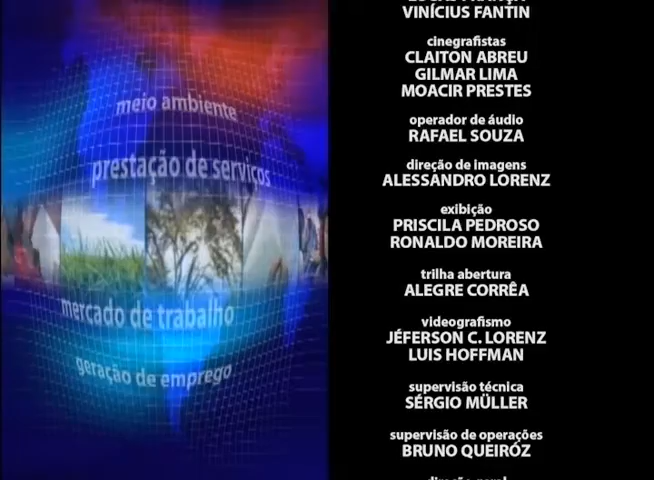 meio ambiente
prestação de serviços
mercado de trabalho
geração de emprego
VINÍCIUS FANTIN
cinegrafistas
CLAITON ABREU
GILMAR LIMA
MOACIR PRESTES
operador de áudio
RAFAEL SOUZA
direção de imagens
ALESSANDRO LORENZ
exibição
PRISCILA PEDROSO
RONALDO MOREIRA
trilha abertura
ALEGRE CORRÊA
videografismo
JÉFERSON C. LORENZ
LUIS HOFFMAN
supervisão técnica
SÉRGIO MÜLLER
supervisão de operações
BRUNO QUEIRÓZ